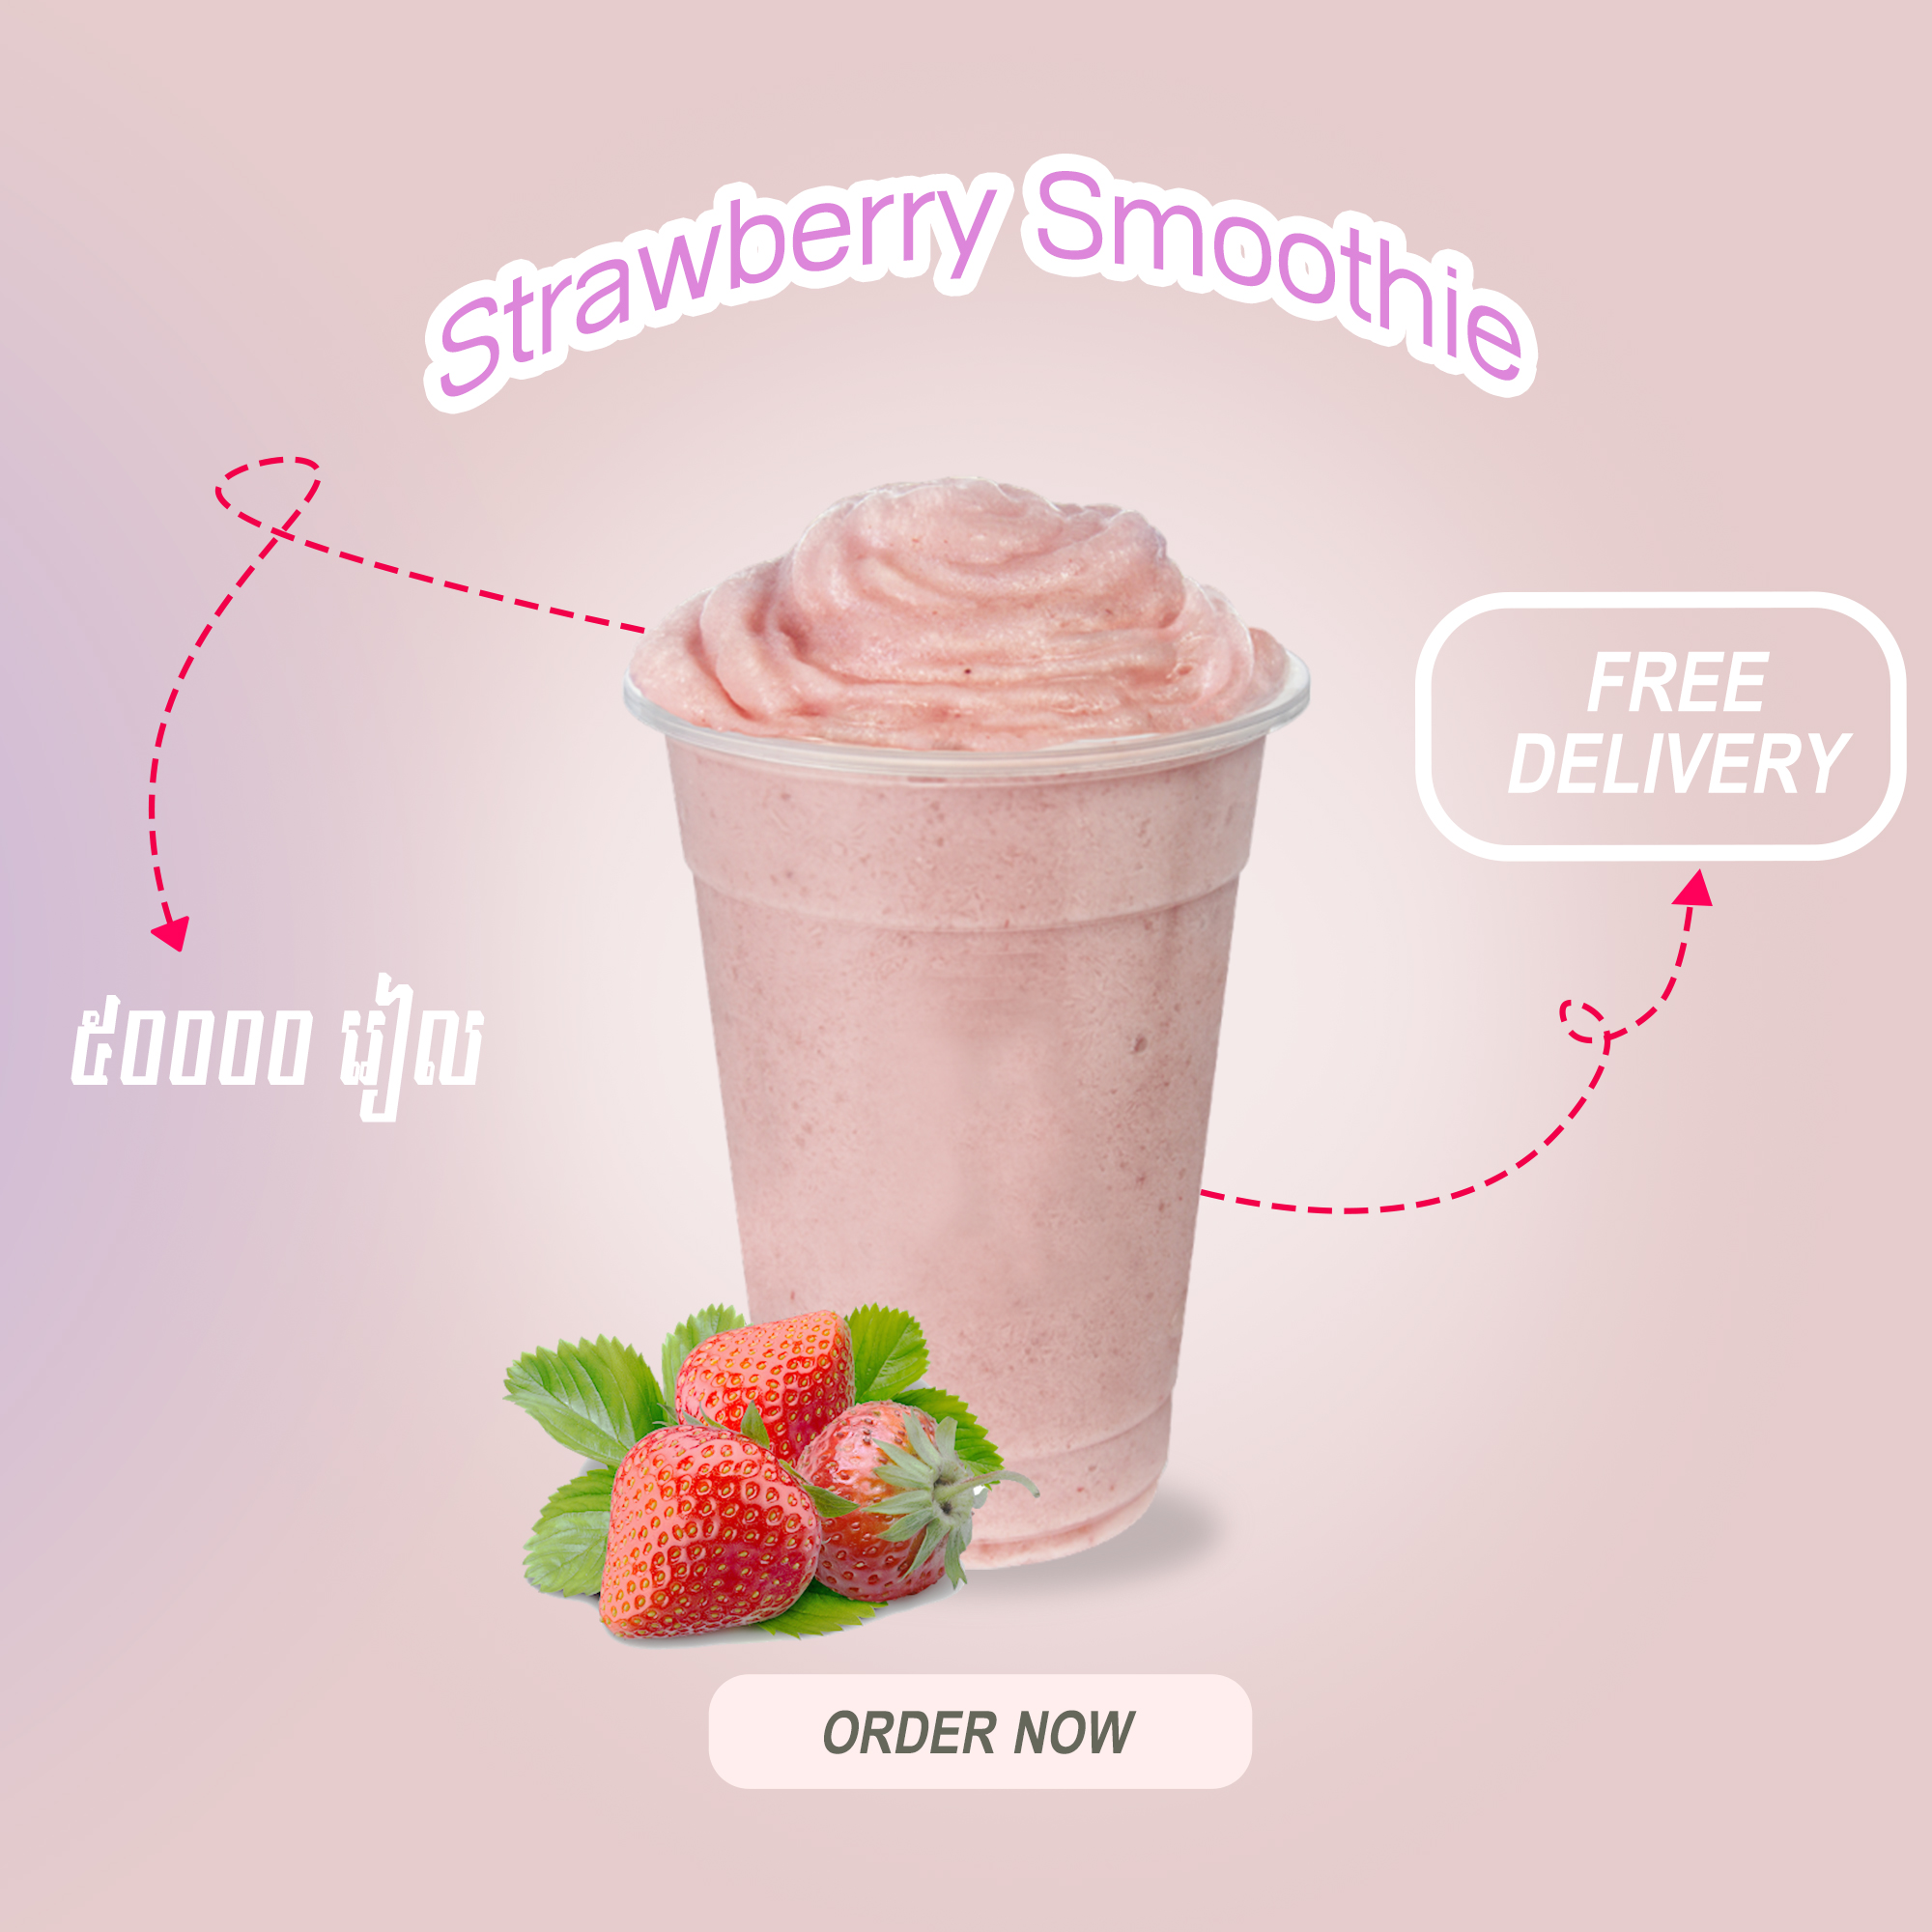 Strawberry Smoothie
FREE
DELIVERY
៥០០០០ រៀល
ORDER NOW